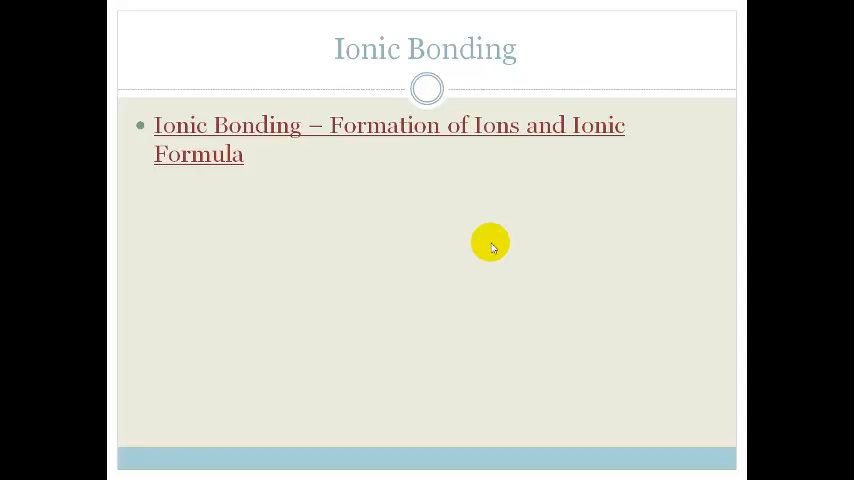 Ionic Bonding
Ionic Bonding – Formation of Ions and Ionic
Formula